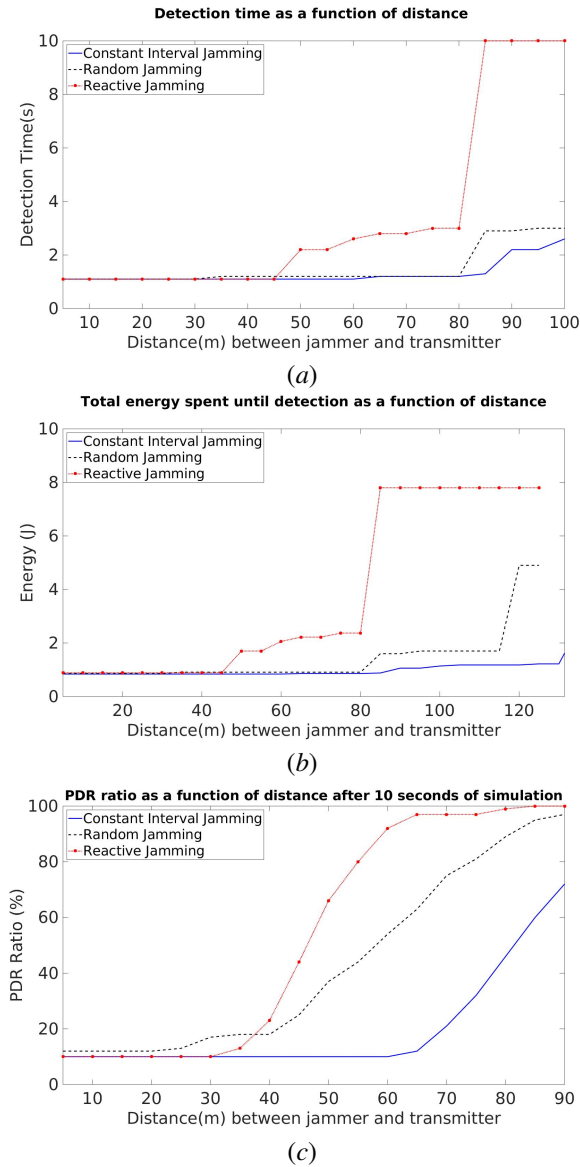 Detection time as a function of distance
Constant Interval Jamming
Random Jamming
Reactive Jamming
Detection Time(s)
10
8
6
4
2
0
10 20 30 40 50 60 70 80 90 100
Distance(m) between jammer and transmitter
(a)
Total energy spent until detection as a function of distance
Constant Interval Jamming
Random Jamming
Reactive Jamming
Energy (J)
10
8
6
4
2
0
20 40 60 80 100 120
Distance(m) between jammer and transmitter
(b)
PDR ratio as a function of distance after 10 seconds of simulation
Constant Interval Jamming
Random Jamming
Reactive Jamming
PDR Ratio (%)
100
80
60
40
20
0
10 20 30 40 50 60 70 80 90
Distance(m) between jammer and transmitter
(c)